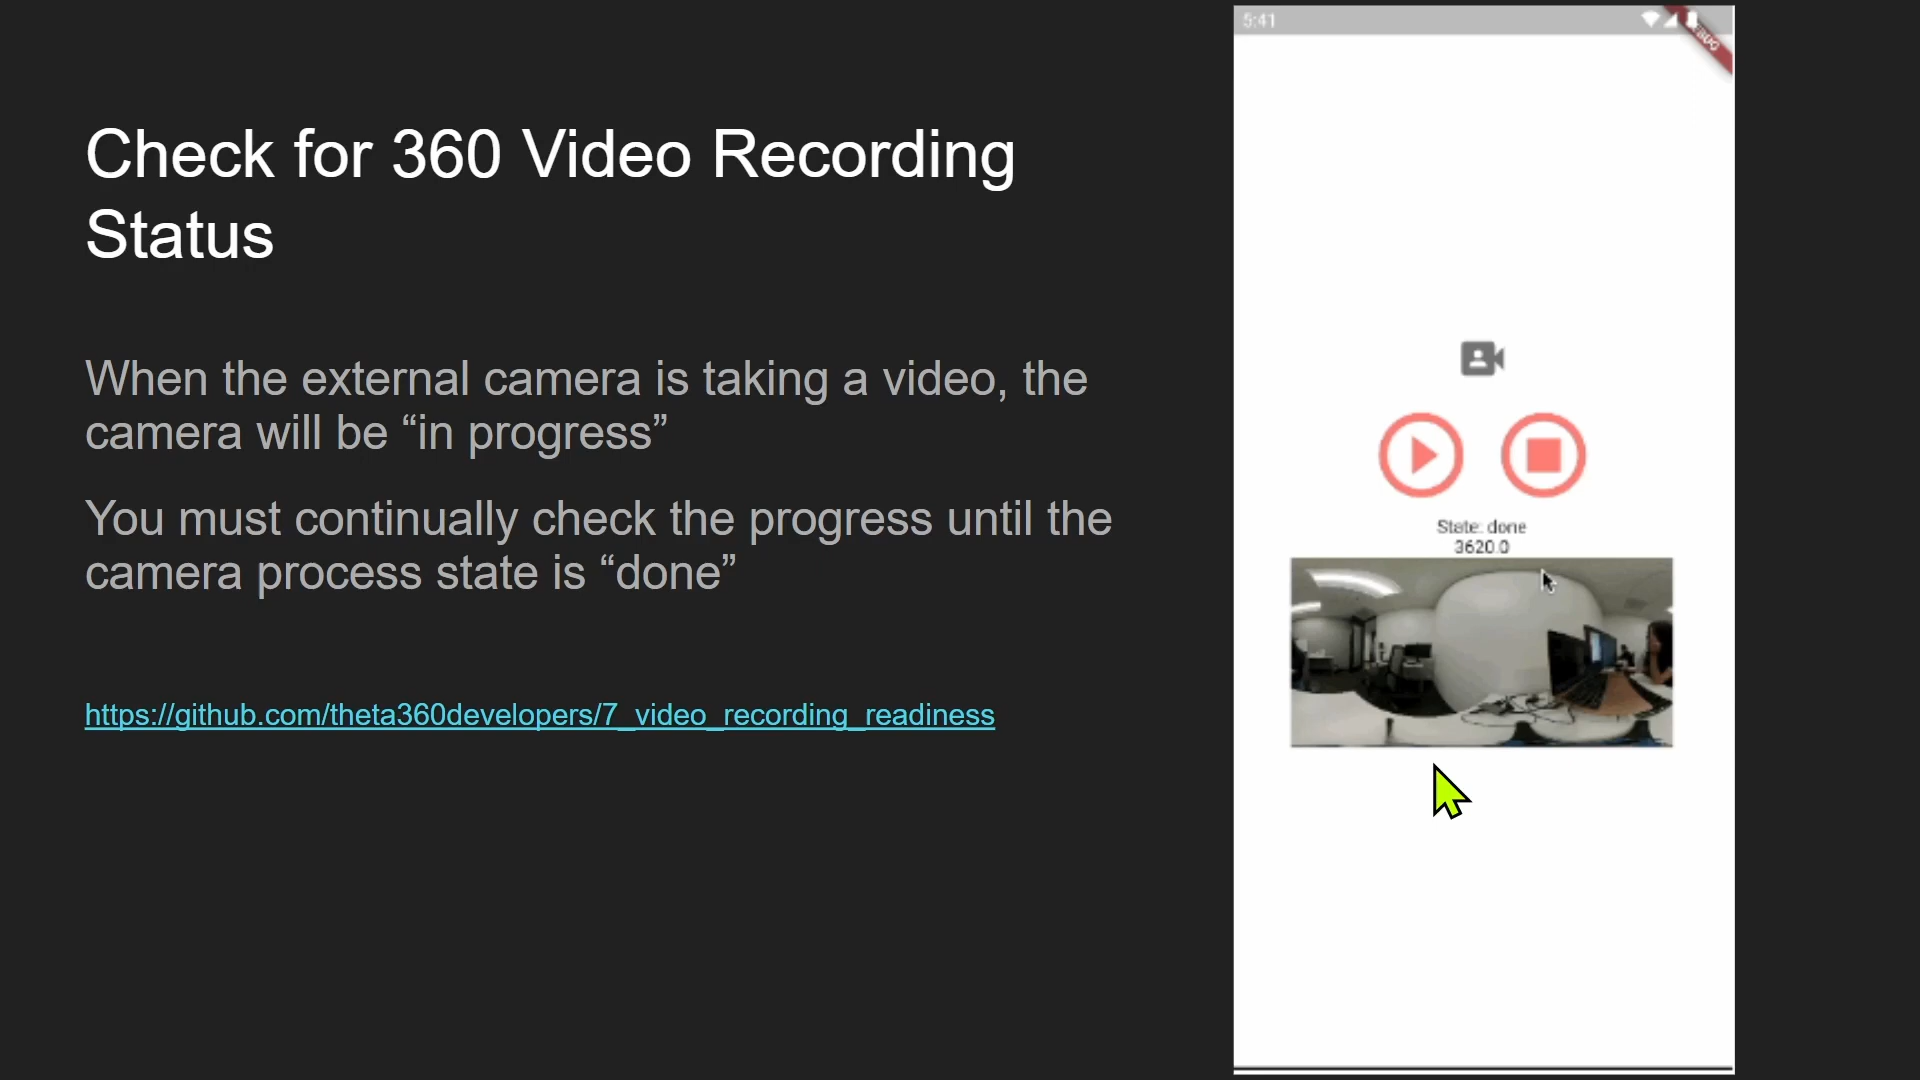 Check for 360 Video Recording
Status
When the external camera is taking a video, the
camera will be “in progress”
You must continually check the progress until the
camera process state is “done”
https://github.com/theta360developers/7_video_recording_readiness
5:41
State: done
3620.0